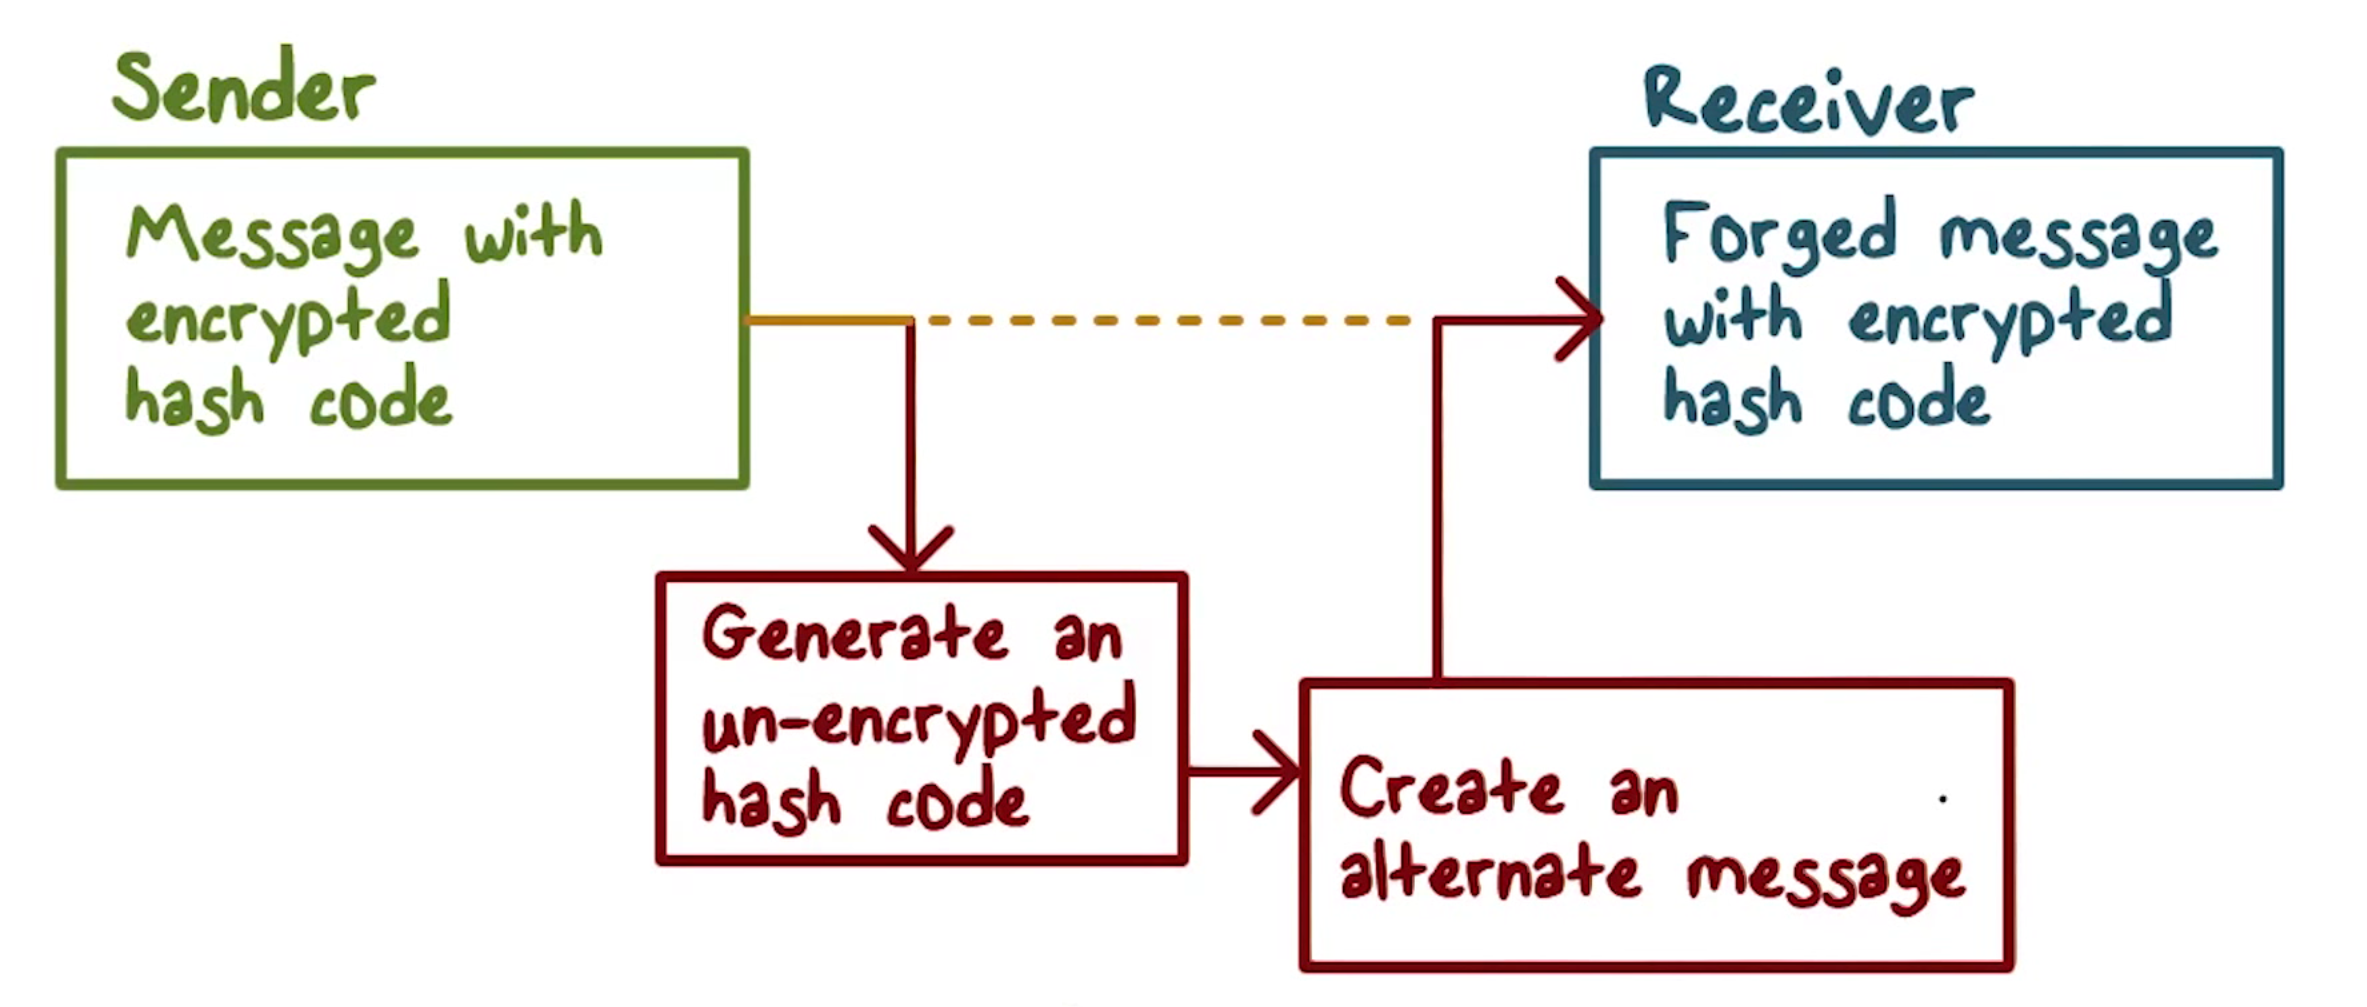 Sender
Message with
encrypted
hash code
Receiver
Forged message
with encrypted
hash code
Generate an
un-encrypted
hash code
Create an
alternate message